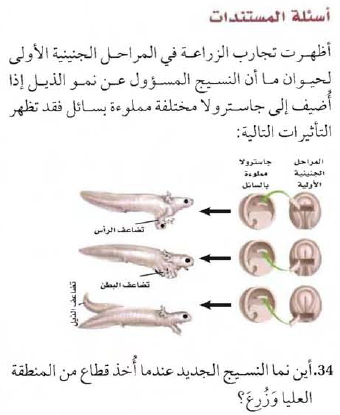 أسئلة المستندات
أظهرت تجارب الزراعة في المراحل الجنينية الأولى
لحيوان ما أن النسيج المسؤول عن نمو الذيل إذا
أُضيف إلى جاسترولا مختلفة مملوءة بسائل فقد تظهر
التأثيرات التالية:
المراحل
الجنينية
الأولية
جاسترولا
مملوءة
بالسائل
تضاعف الرأس
تضاعف البطن
تضاعف الذيل
34. أين نما النسيج الجديد عندما أُخذ قطاع من المنطقة
العليا وَزُرِعَ؟